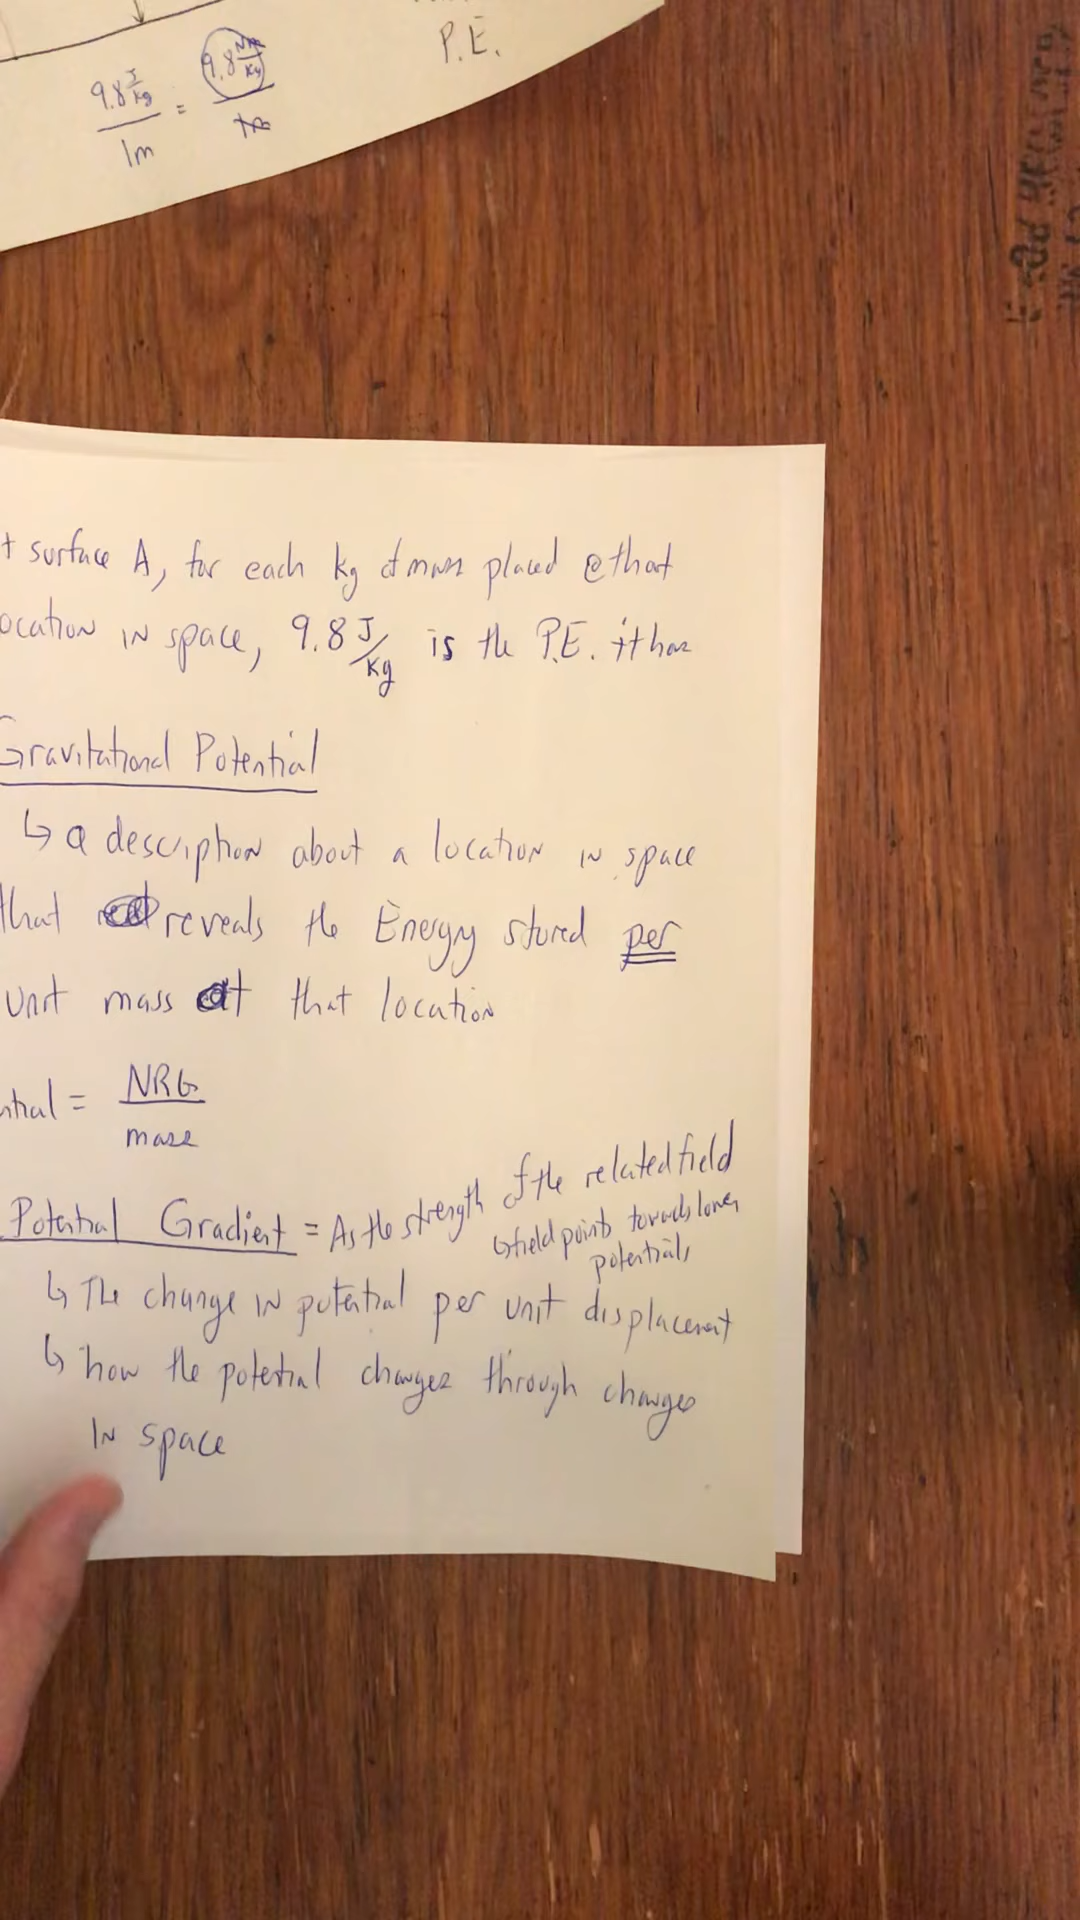 P.E.
9.8 J/kg / 1m = 9.8 Nm/kg / m
t surface A, for each kg of mass placed @ that
ocation in space, 9.8 J/kg is the P.E. it has
Gravitational Potential
↳ a description about a location in space
that reveals the Energy stored per
unit mass at that location
ntial = NRG / mass
Potential Gradient = As the strength of the related field
↳ field points towards lower
potentials
↳ The change in potential per unit displacement
↳ how the potential changes through changes
in space